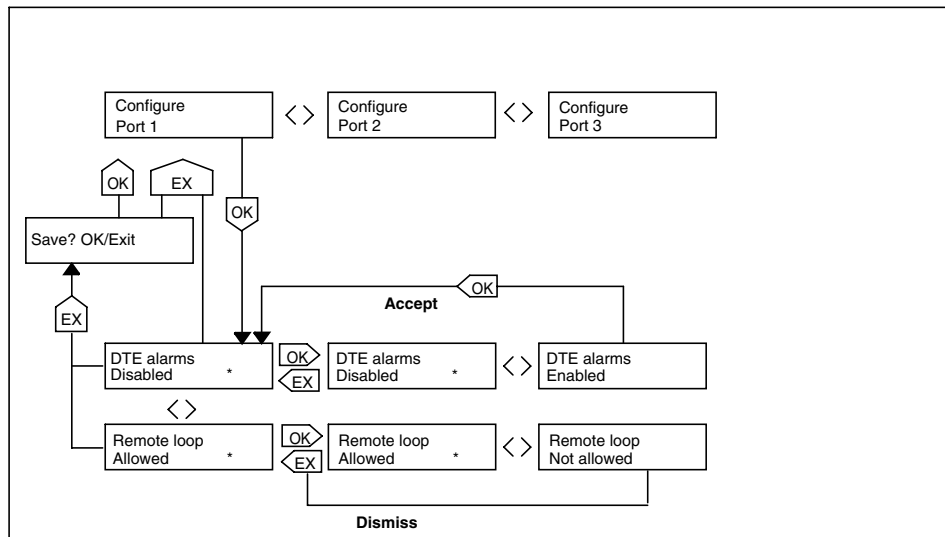 Configure
Port 1
< >
Configure
Port 2
< >
Configure
Port 3
OK
EX
OK
Save? OK/Exit
OK
Accept
EX
DTE alarms
Disabled *
OK
EX
DTE alarms
Disabled *
< >
DTE alarms
Enabled
< >
Remote loop
Allowed *
OK
EX
Remote loop
Allowed *
< >
Remote loop
Not allowed
Dismiss